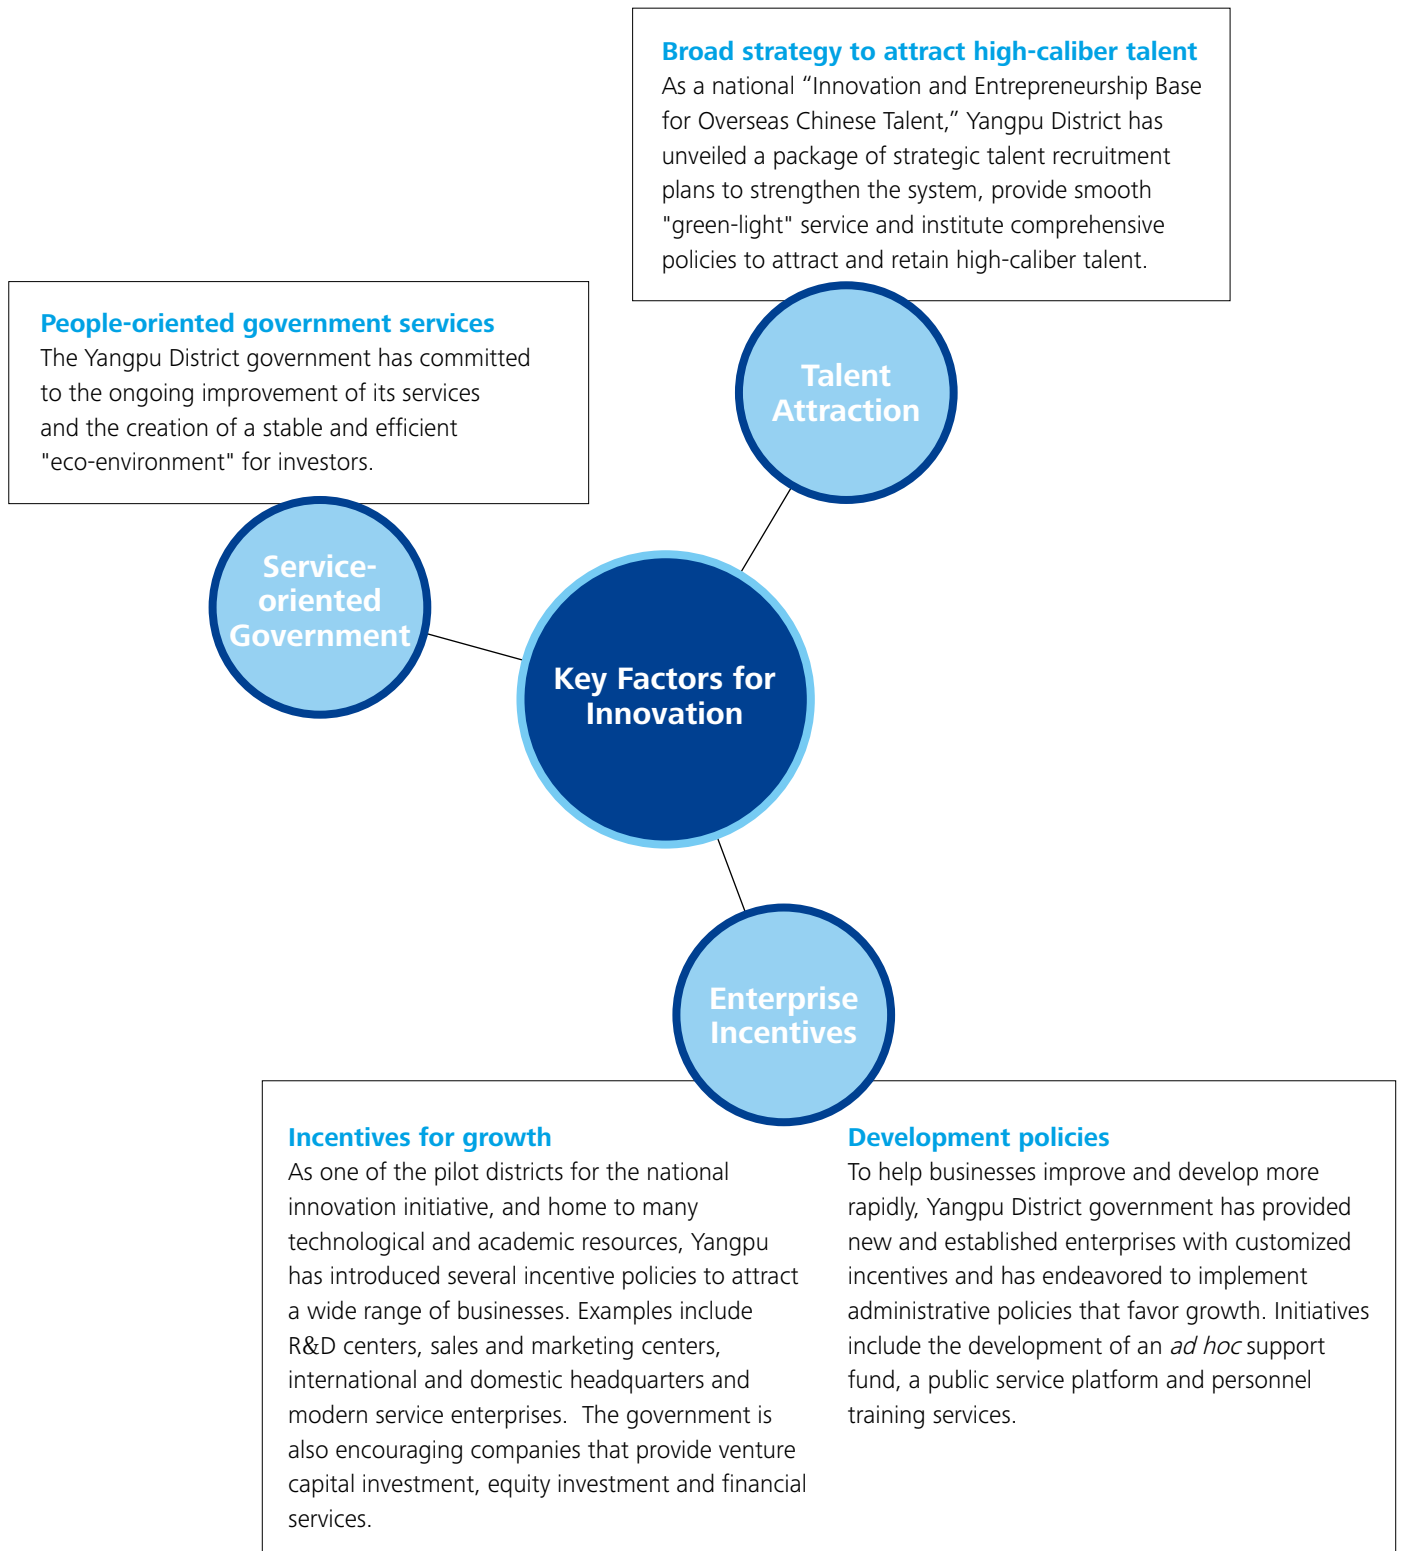 Broad strategy to attract high-caliber talent
As a national “Innovation and Entrepreneurship Base
for Overseas Chinese Talent,” Yangpu District has
unveiled a package of strategic talent recruitment
plans to strengthen the system, provide smooth
"green-light" service and institute comprehensive
policies to attract and retain high-caliber talent.
People-oriented government services
The Yangpu District government has committed
to the ongoing improvement of its services
and the creation of a stable and efficient
"eco-environment" for investors.
Talent
Attraction
Service-
oriented
Government
Key Factors for
Innovation
Enterprise
Incentives
Incentives for growth
As one of the pilot districts for the national
innovation initiative, and home to many
technological and academic resources, Yangpu
has introduced several incentive policies to attract
a wide range of businesses. Examples include
R&D centers, sales and marketing centers,
international and domestic headquarters and
modern service enterprises.  The government is
also encouraging companies that provide venture
capital investment, equity investment and financial
services.
Development policies
To help businesses improve and develop more
rapidly, Yangpu District government has provided
new and established enterprises with customized
incentives and has endeavored to implement
administrative policies that favor growth. Initiatives
include the development of an ad hoc support
fund, a public service platform and personnel
training services.